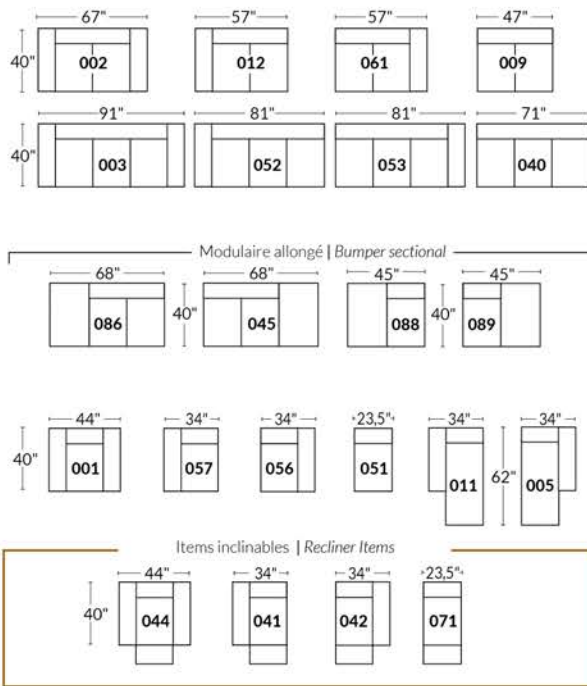 67" 57" 57" 47"
40" 002 012 061 009
91" 81" 81" 71"
40" 003 052 053 040
Modulaire allongé | Bumper sectional
68" 68" 45" 45"
086 40" 045 088 40" 089
44" 34" 34" 23,5" 34" 34"
40" 001 057 056 051 011 62" 005
Items inclinables | Recliner Items
44" 34" 34" 23,5"
40" 044 041 042 071